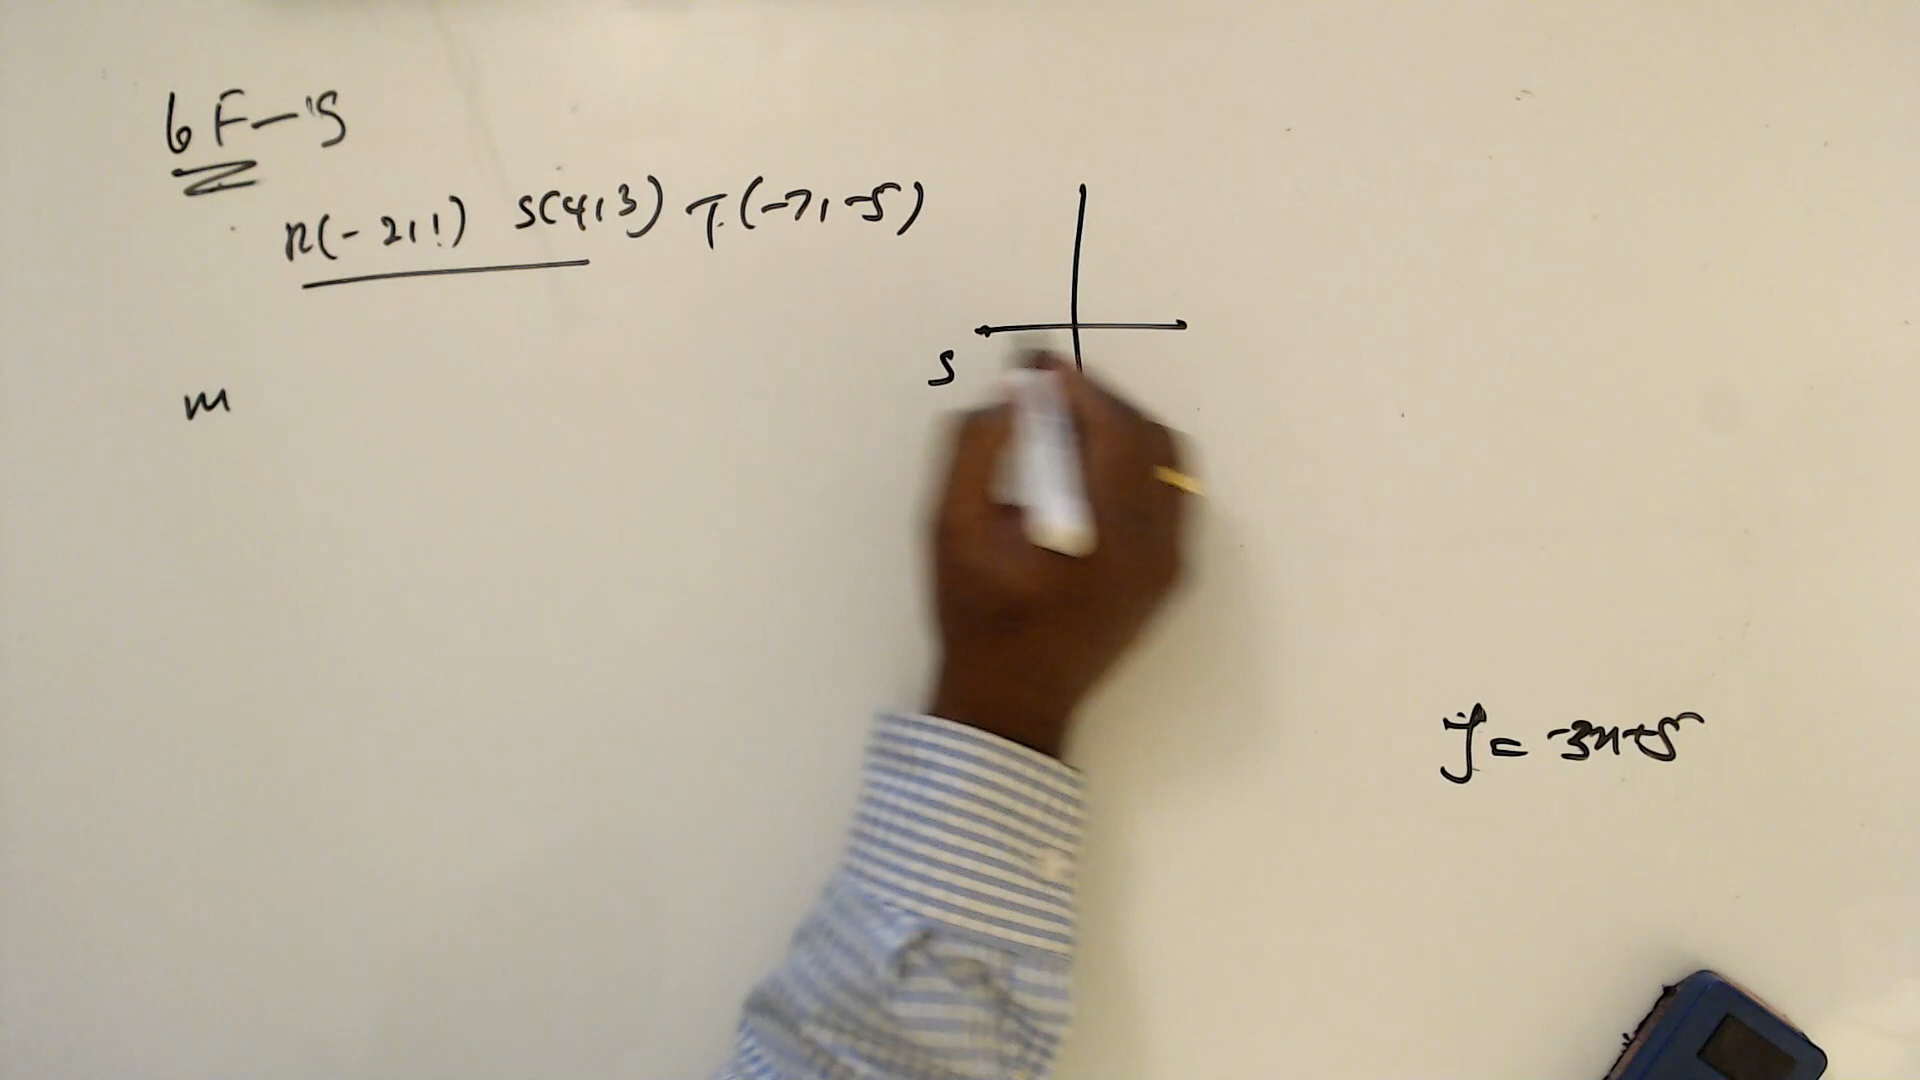 6F-5
R(-2,1) S(4,3) T(-7,-5)
S
m
y = -3x+5